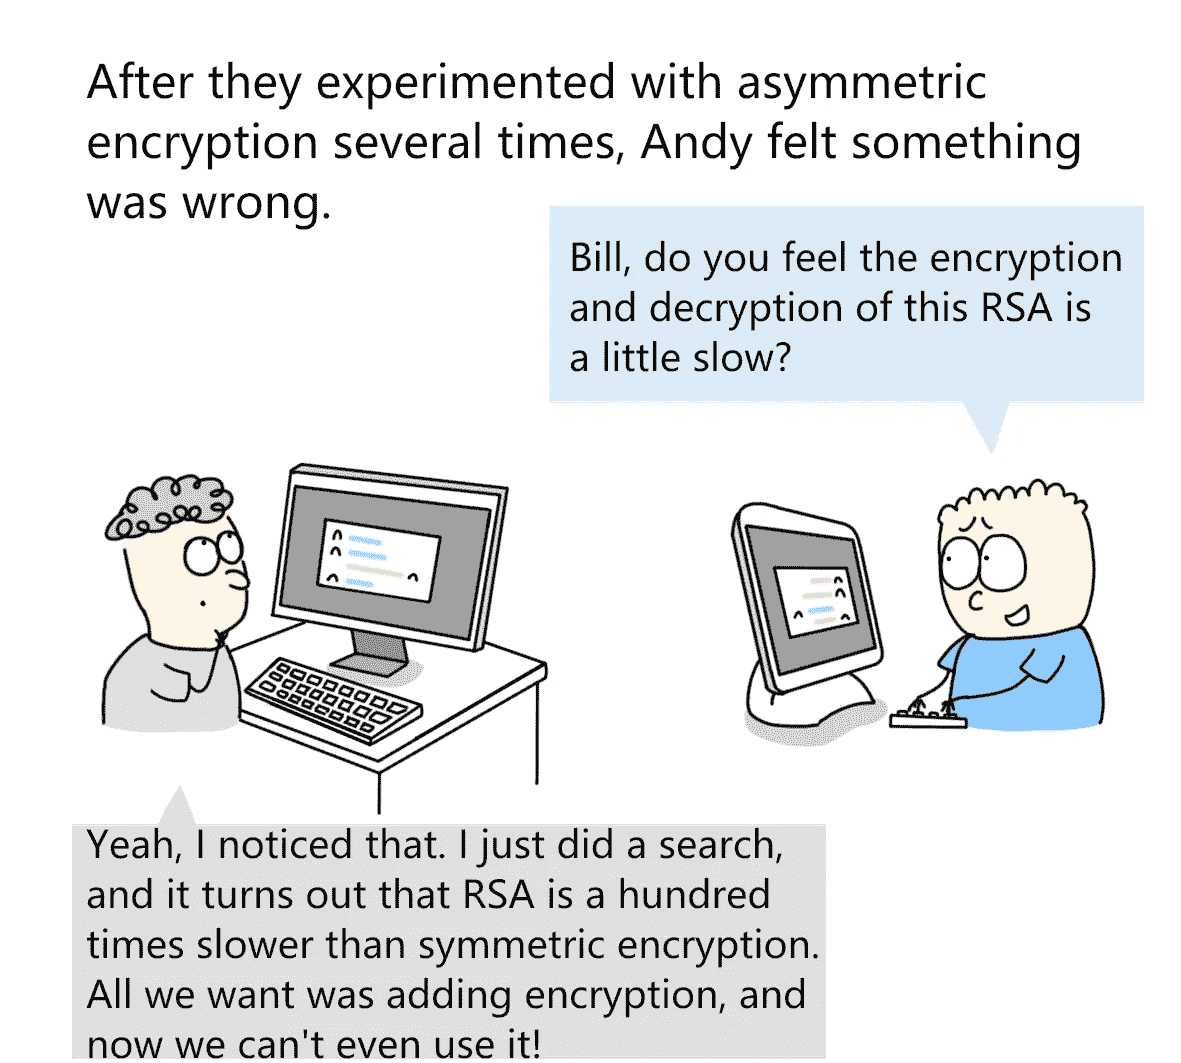 After they experimented with asymmetric
encryption several times, Andy felt something
was wrong.
Bill, do you feel the encryption
and decryption of this RSA is
a little slow?
Yeah, I noticed that. I just did a search,
and it turns out that RSA is a hundred
times slower than symmetric encryption.
All we want was adding encryption, and
now we can't even use it!